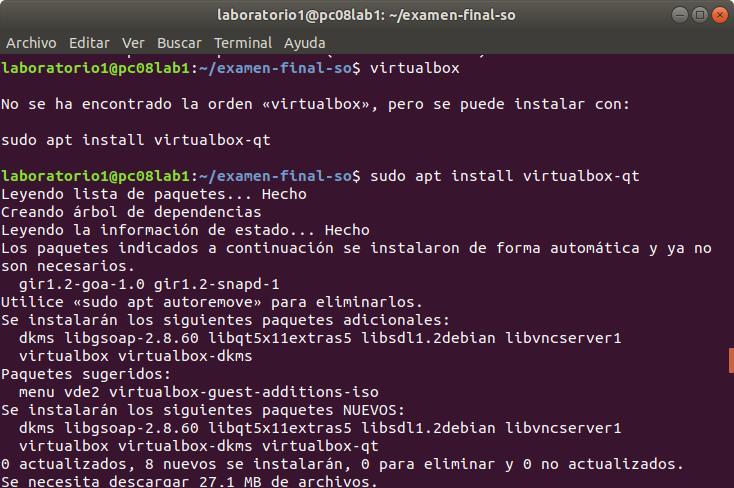 laboratorio1@pc08lab1: ~/examen-final-so
Archivo Editar Ver Buscar Terminal Ayuda
laboratorio1@pc08lab1:~/examen-final-so$ virtualbox
No se ha encontrado la orden «virtualbox», pero se puede instalar con:
sudo apt install virtualbox-qt
laboratorio1@pc08lab1:~/examen-final-so$ sudo apt install virtualbox-qt
Leyendo lista de paquetes... Hecho
Creando árbol de dependencias
Leyendo la información de estado... Hecho
Los paquetes indicados a continuación se instalaron de forma automática y ya no
son necesarios.
gir1.2-goa-1.0 gir1.2-snapd-1
Utilice «sudo apt autoremove» para eliminarlos.
Se instalarán los siguientes paquetes adicionales:
dkms libgsoap-2.8.60 libqt5x11extras5 libsdl1.2debian libvncserver1
virtualbox virtualbox-dkms
Paquetes sugeridos:
menu vde2 virtualbox-guest-additions-iso
Se instalarán los siguientes paquetes NUEVOS:
dkms libgsoap-2.8.60 libqt5x11extras5 libsdl1.2debian libvncserver1
virtualbox virtualbox-dkms virtualbox-qt
0 actualizados, 8 nuevos se instalarán, 0 para eliminar y 0 no actualizados.
Se necesita descargar 27,1 MB de archivos.